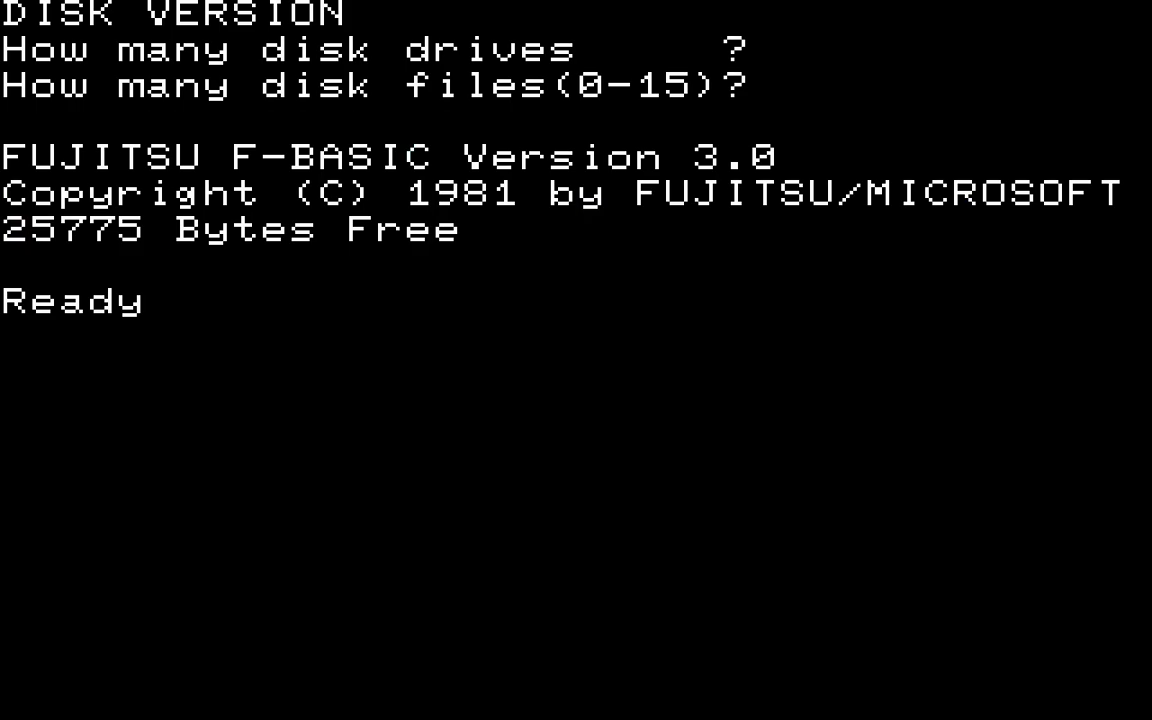 DISK VERSION
How many disk drives     ?
How many disk files(0-15)?
FUJITSU F-BASIC Version 3.0
Copyright (C) 1981 by FUJITSU/MICROSOFT
25775 Bytes Free
Ready